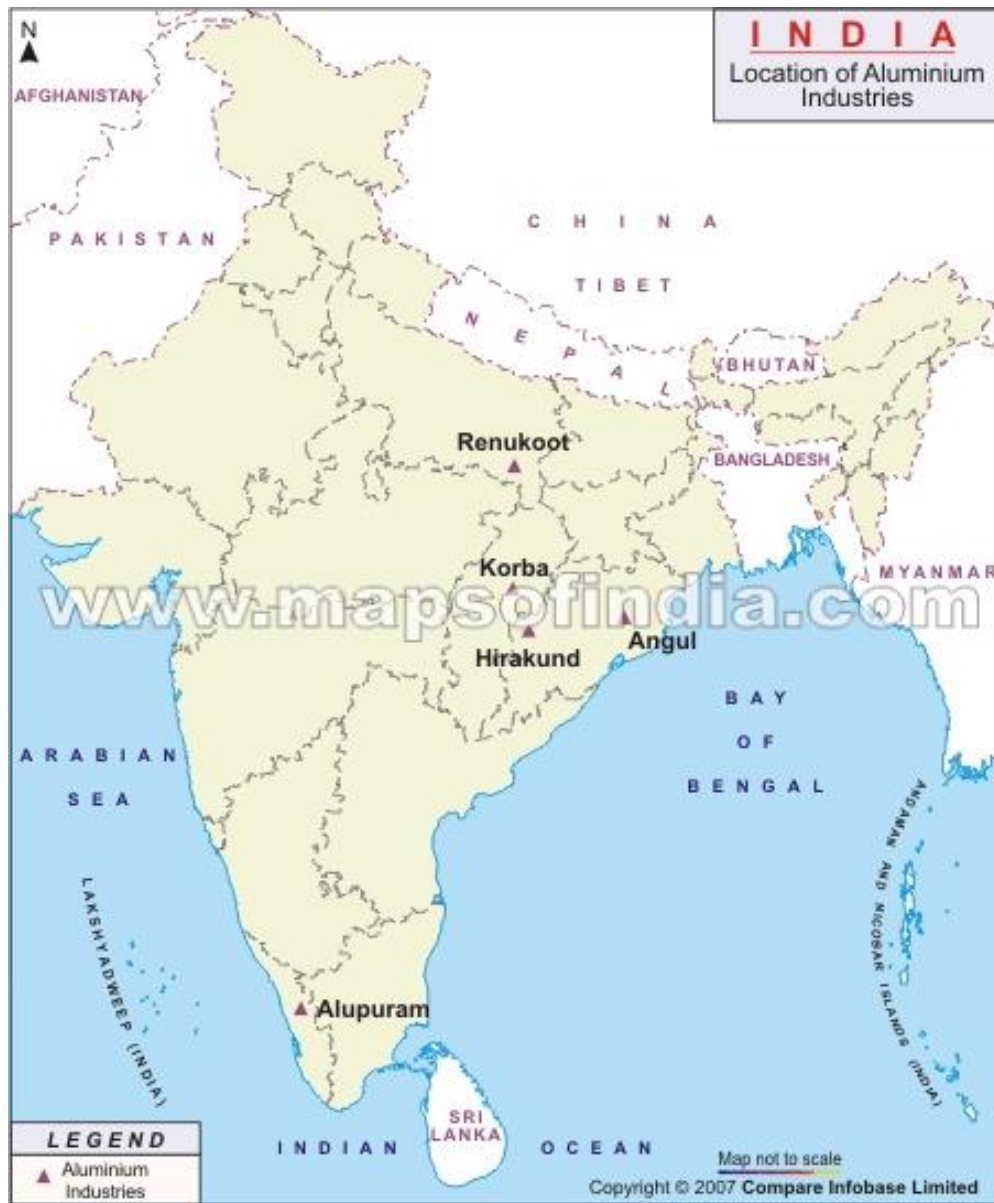 N
I N D I A
Location of Aluminium
Industries
AFGHANISTAN
PAKISTAN
CHINA
TIBET
NEPAL
BHUTAN
BANGLADESH
MYANMAR
Renukoot
Korba
www.mapsofindia.com
Angul
Hirakund
BAY
OF
BENGAL
ARABIAN
SEA
LAKSHYADWEEP (INDIA)
ANDAMAN AND NICOBAR ISLANDS (INDIA)
Alupuram
SRI
LANKA
INDIAN OCEAN
LEGEND
Aluminium
Industries
Map not to scale
Copyright © 2007 Compare Infobase Limited